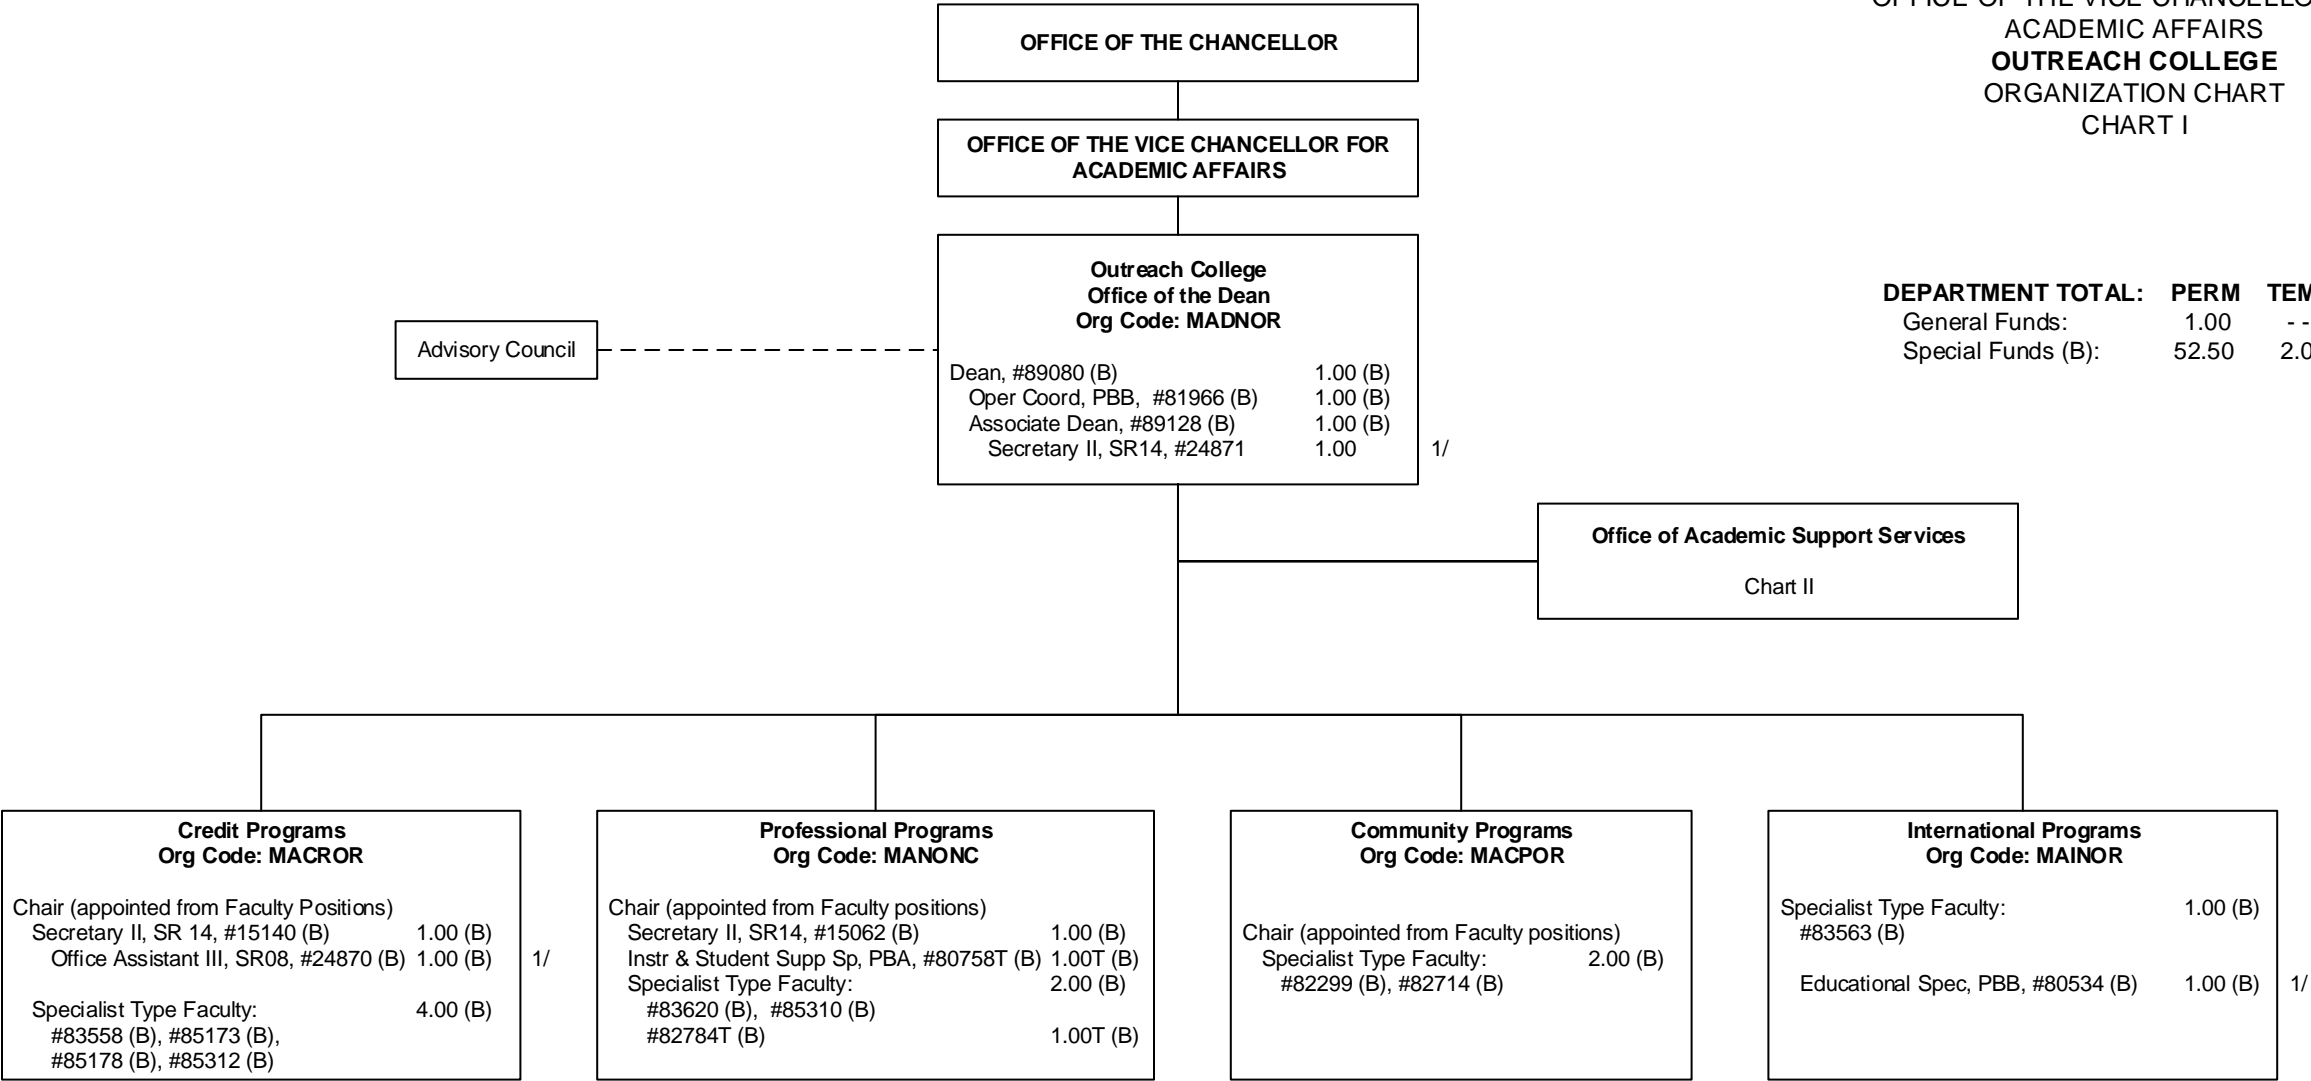 OFFICE OF THE VICE
ACADEMIC AFFAIRS
OUTREACH COLLEGE
ORGANIZATION CHART
CHART I
OFFICE OF THE CHANCELLOR
OFFICE OF THE VICE CHANCELLOR FOR
ACADEMIC AFFAIRS
Outreach College
Office of the Dean
Org Code: MADNOR
Dean, #89080 (B) 1.00 (B)
Oper Coord, PBB, #81966 (B) 1.00 (B)
Associate Dean, #89128 (B) 1.00 (B)
Secretary II, SR14, #24871 1.00 1/
Advisory Council
DEPARTMENT TOTAL: PERM
General Funds: 1.00 - -
Special Funds (B): 52.50
Office of Academic Support Services
Chart II
Credit Programs
Org Code: MACROR
Chair (appointed from Faculty Positions)
Secretary II, SR 14, #15140 (B) 1.00 (B)
Office Assistant III, SR08, #24870 (B) 1.00 (B) 1/
Specialist Type Faculty: 4.00 (B)
#83558 (B), #85173 (B),
#85178 (B), #85312 (B)
Professional Programs
Org Code: MANONC
Chair (appointed from Faculty positions)
Secretary II, SR14, #15062 (B) 1.00 (B)
Instr & Student Supp Sp, PBA, #80758T (B) 1.00T (B)
Specialist Type Faculty: 2.00 (B)
#83620 (B), #85310 (B)
#82784T (B) 1.00T (B)
Community Programs
Org Code: MACPOR
Chair (appointed from Faculty positions)
Specialist Type Faculty: 2.00 (B)
#82299 (B), #82714 (B)
International Programs
Org Code: MAINOR
Specialist Type Faculty: 1.00 (B)
#83563 (B)
Educational Spec, PBB, #80534 (B) 1.00 (B) 1/